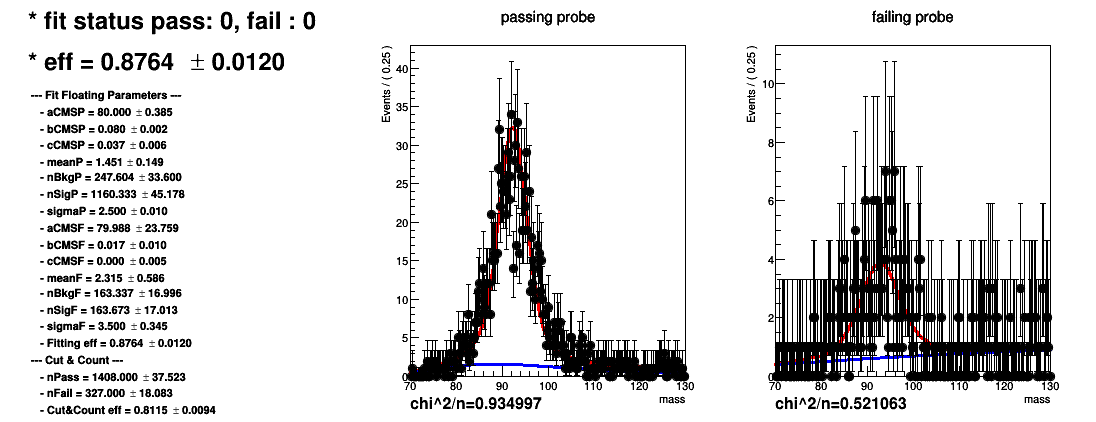 * fit status pass: 0, fail : 0
* eff = 0.8764 ± 0.0120
--- Fit Floating Parameters ---
- aCMSP = 80.000 ± 0.385
- bCMSP = 0.080 ± 0.002
- cCMSP = 0.037 ± 0.006
- meanP = 1.451 ± 0.149
- nBkgP = 247.604 ± 33.600
- nSigP = 1160.333 ± 45.178
- sigmaP = 2.500 ± 0.010
- aCMSF = 79.988 ± 23.759
- bCMSF = 0.017 ± 0.010
- cCMSF = 0.000 ± 0.005
- meanF = 2.315 ± 0.586
- nBkgF = 163.337 ± 16.996
- nSigF = 163.673 ± 17.013
- sigmaF = 3.500 ± 0.345
- Fitting eff = 0.8764 ± 0.0120
--- Cut & Count ---
- nPass = 1408.000 ± 37.523
- nFail = 327.000 ± 18.083
- Cut&Count eff = 0.8115 ± 0.0094
passing probe
Events / ( 0.25 )
40
35
30
25
20
15
10
5
0
70 80 90 100 110 120 130
mass
chi^2/n=0.934997
failing probe
Events / ( 0.25 )
10
8
6
4
2
0
70 80 90 100 110 120 130
mass
chi^2/n=0.521063